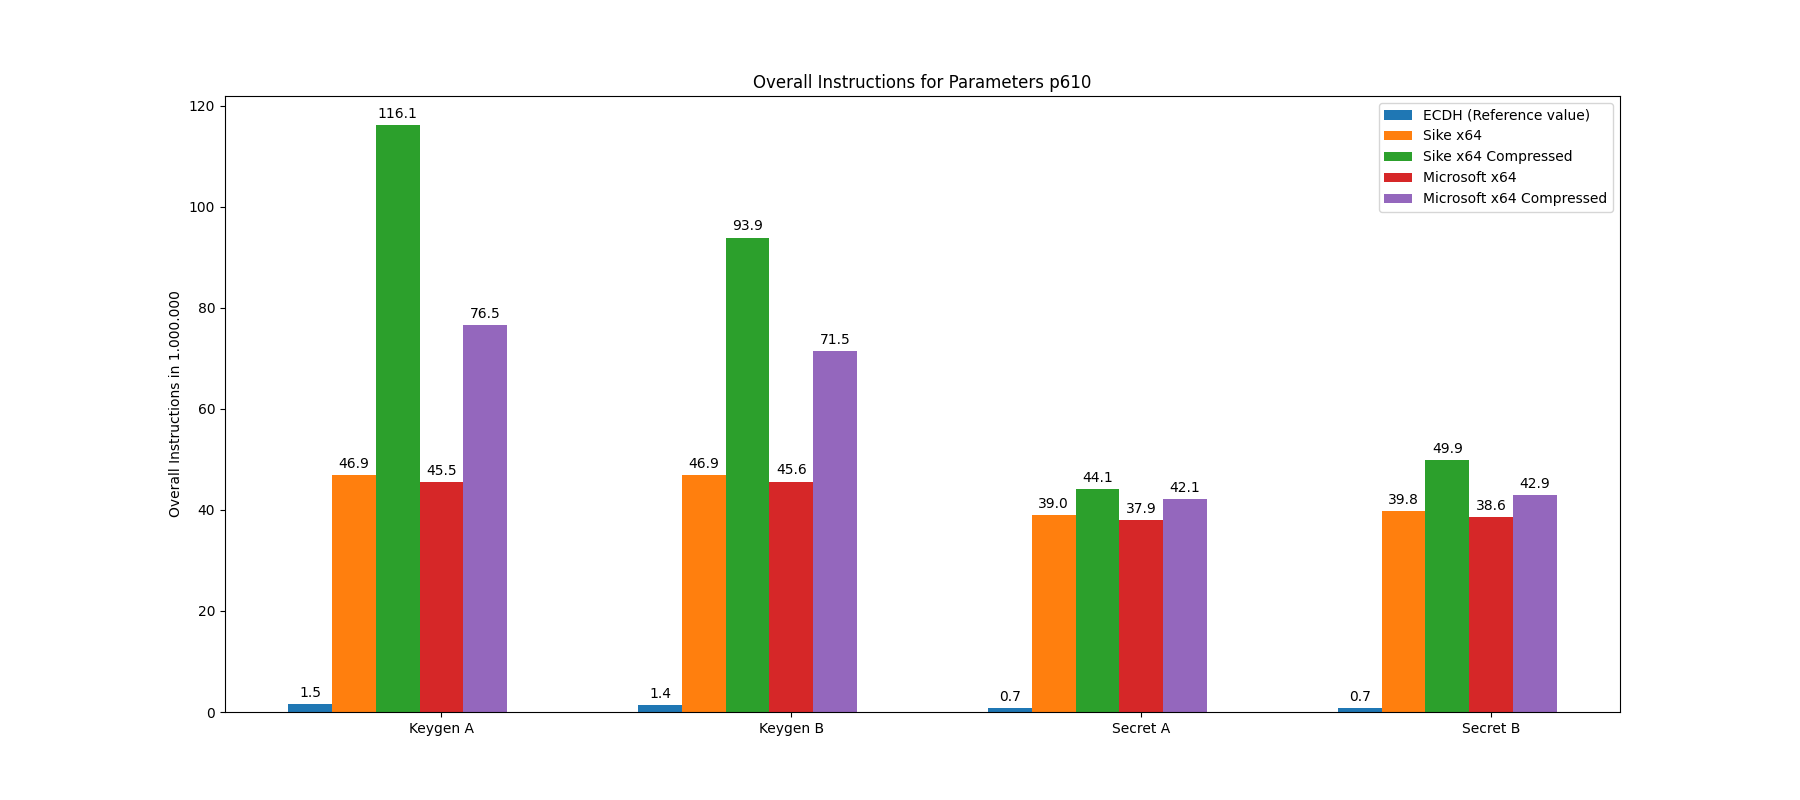 Overall Instructions for Parameters p610
Overall Instructions in 1.000.000
120
100
80
60
40
20
0
ECDH (Reference value)
Sike x64
Sike x64 Compressed
Microsoft x64
Microsoft x64 Compressed
1.5
46.9
116.1
45.5
76.5
1.4
46.9
93.9
45.6
71.5
0.7
39.0
44.1
37.9
42.1
0.7
39.8
49.9
38.6
42.9
Keygen A
Keygen B
Secret A
Secret B